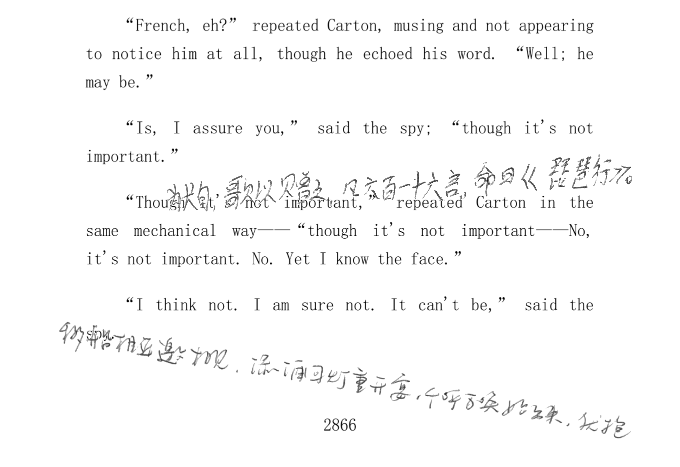 “French, eh?” repeated Carton, musing and not appearing
to notice him at all, though he echoed his word. “Well; he
may be.”
“Is, I assure you,” said the spy; “though it's not
important.”
为长句,歌以赠之,凡六百一十六言,命曰《琵琶行》。
“Though it's not important,” repeated Carton in the
same mechanical way——“though it's not important——No,
it's not important. No. Yet I know the face.”
“I think not. I am sure not. It can't be,” said the
spy.
移船相近邀相见,添酒回灯重开宴,千呼万唤始出来,犹抱
2866